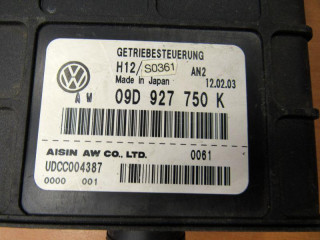 GETRIEBESTEUERUNG
H12/S0361 AN2
Made in Japan 12.02.03
AW 09D 927 750 K
AISIN AW CO., LTD. 0061
UDCC004387
0000 001